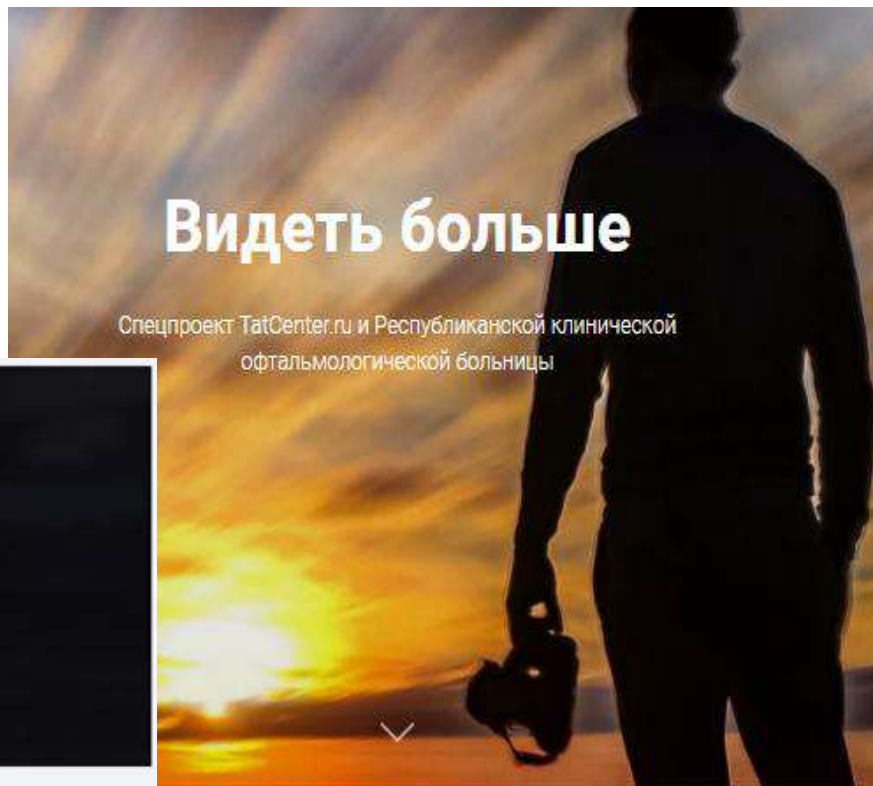 Видеть больше
Спецпроект TatCenter.ru и Республиканской клинической
офтальмологической больницы